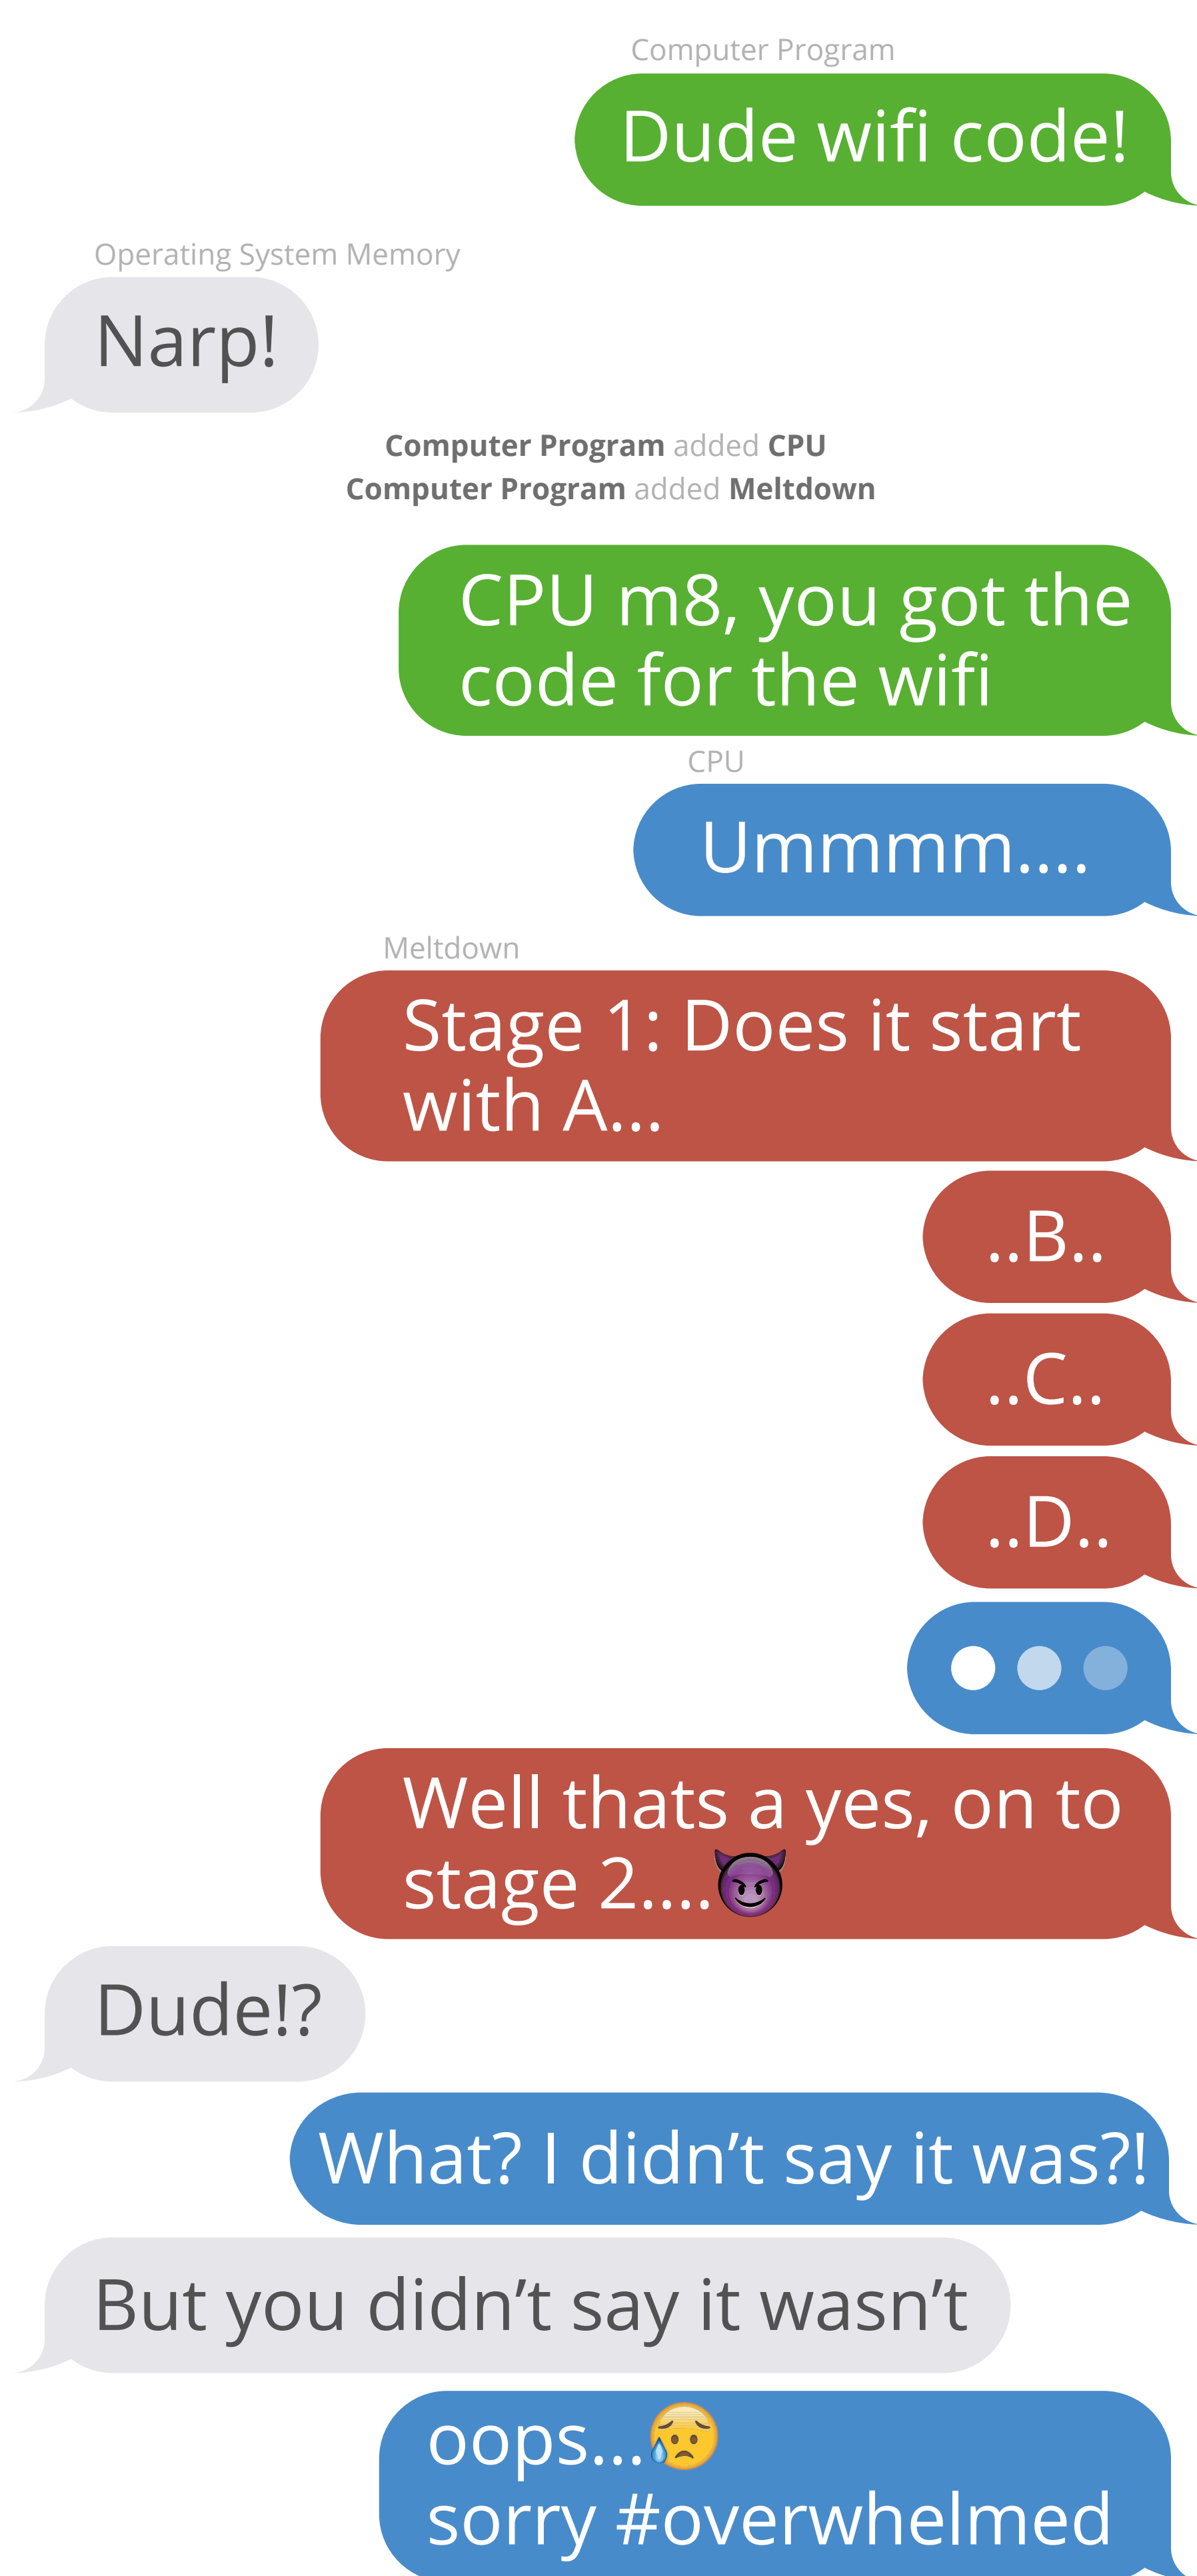 Computer Program
Dude wifi code!
Operating System Memory
Narp!
Computer Program added CPU
Computer Program added Meltdown
CPU m8, you got the
code for the wifi
CPU
Ummmm....
Meltdown
Stage 1: Does it start
with A...
..B..
..C..
..D..
Well thats a yes, on to
stage 2....😈
Dude!?
What? I didn’t say it was?!
But you didn’t say it wasn’t
oops...😥
sorry #overwhelmed